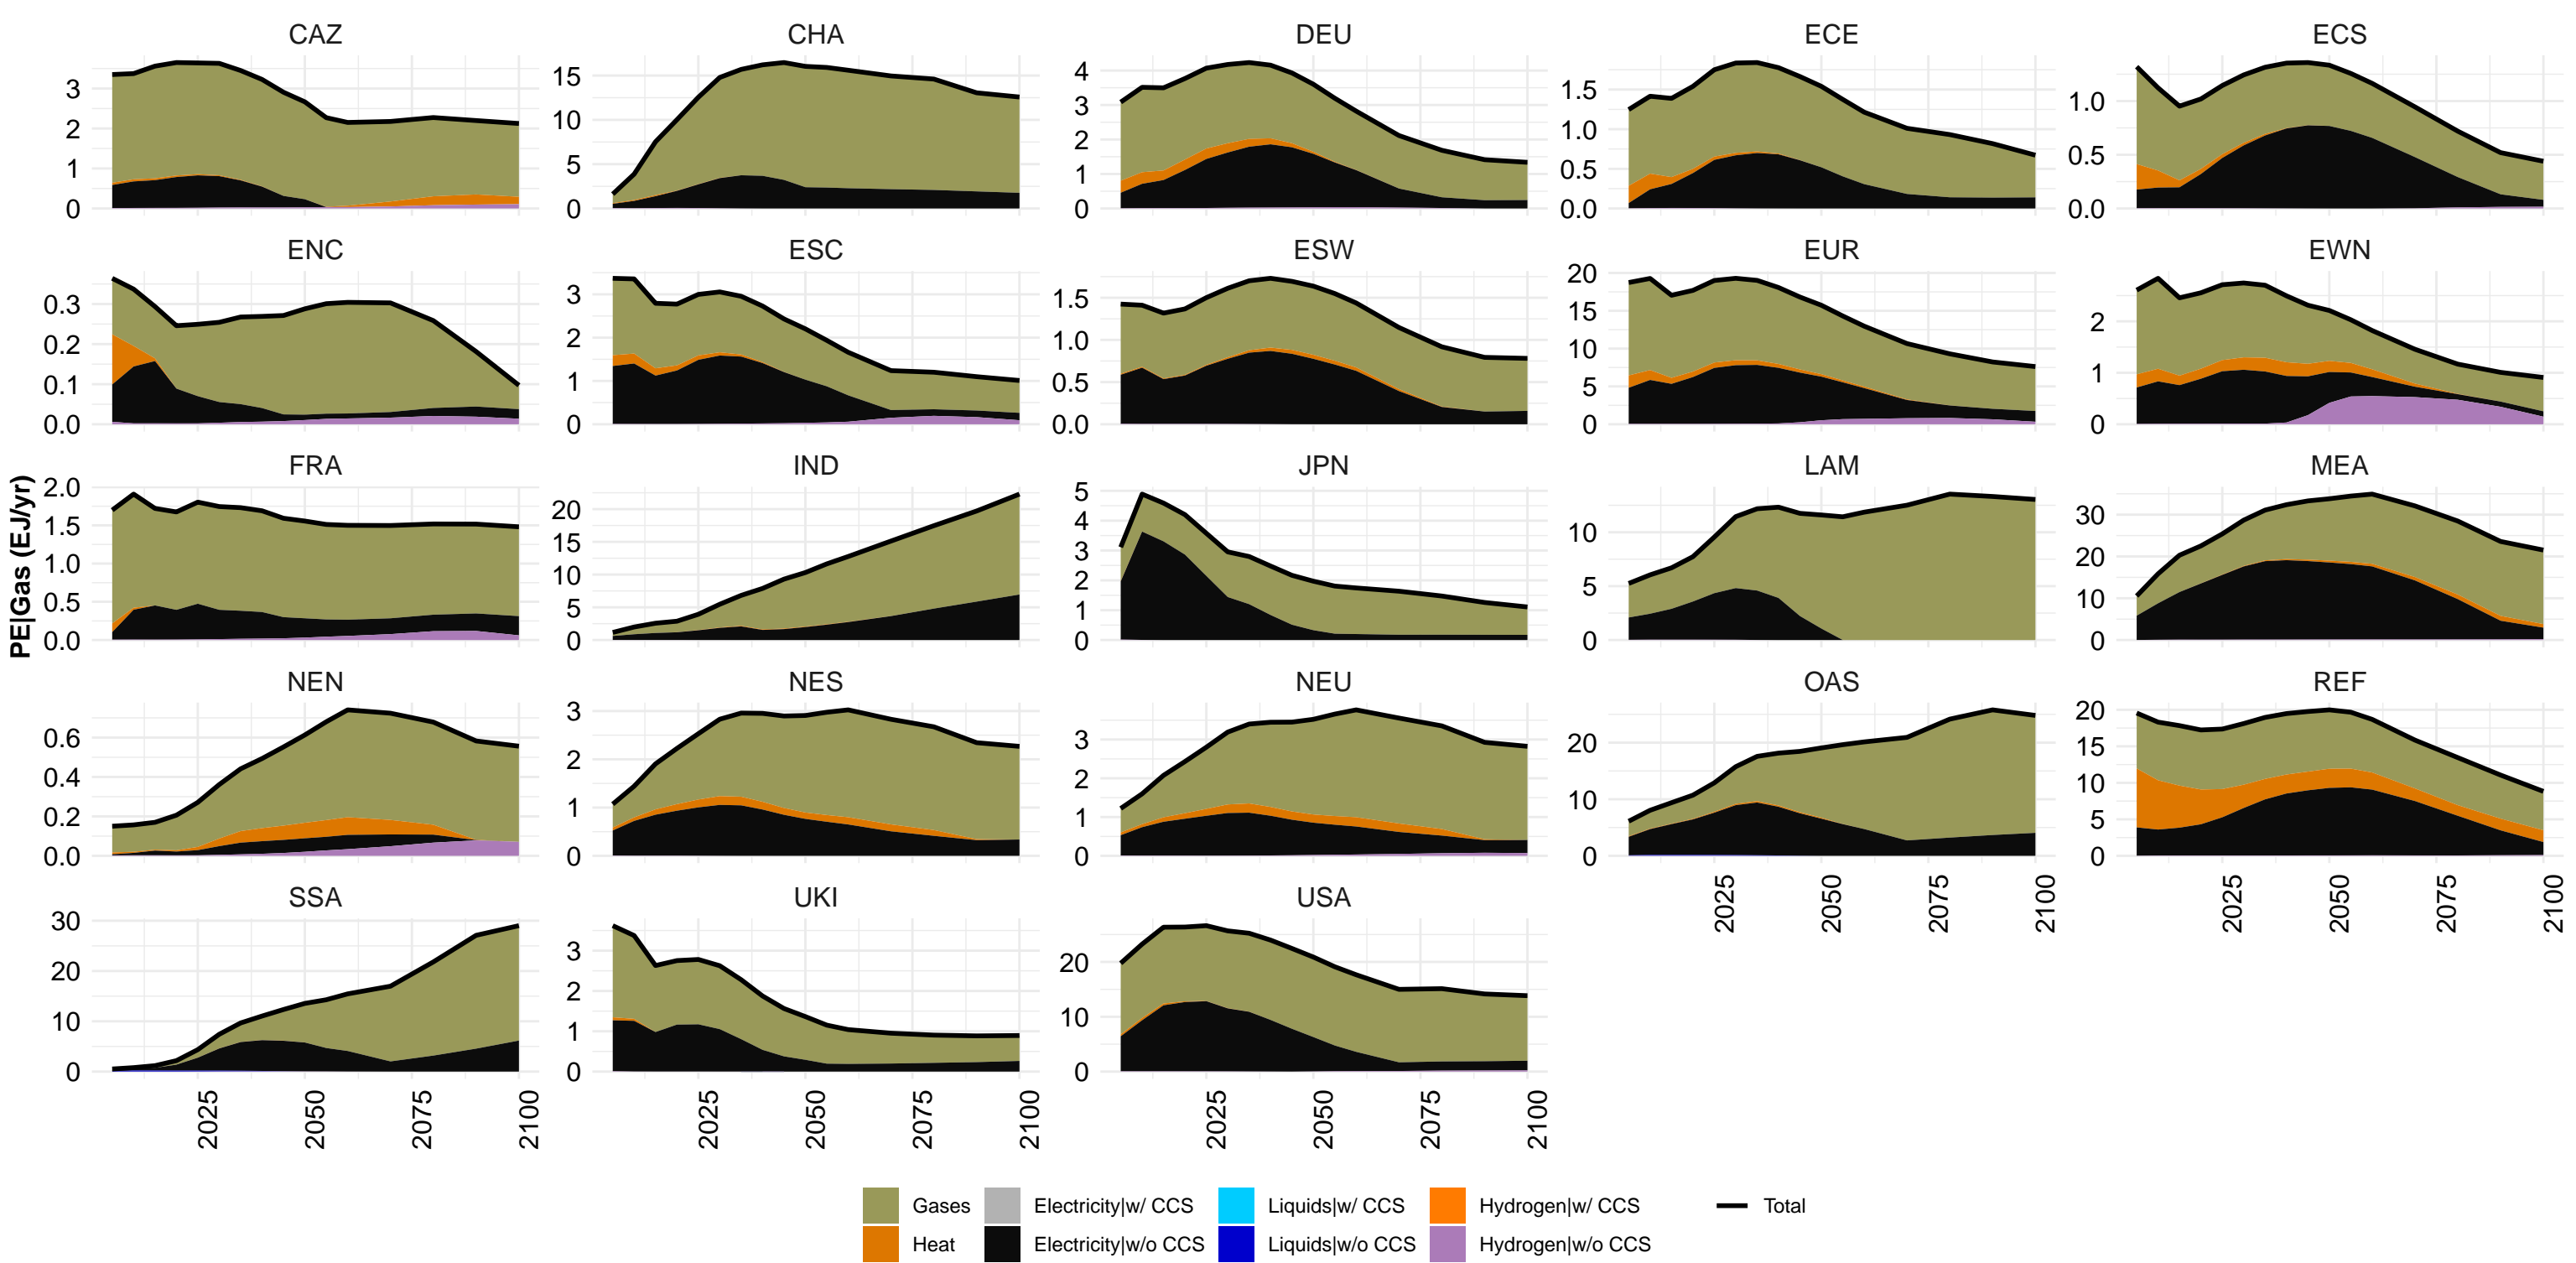 CAZ CHA DEU ECE ECS
3 2 1 0
15 10 5 0
4 3 2 1 0
1.5 1.0 0.5 0.0
1.0 0.5 0.0
ENC ESC ESW EUR EWN
0.3 0.2 0.1 0.0
3 2 1 0
1.5 1.0 0.5 0.0
20 15 10 5 0
2 1 0
PE|Gas (EJ/yr)
FRA IND JPN LAM MEA
2.0 1.5 1.0 0.5 0.0
20 15 10 5 0
5 4 3 2 1 0
10 5 0
30 20 10 0
NEN NES NEU OAS REF
0.6 0.4 0.2 0.0
3 2 1 0
3 2 1 0
20 10 0
20 15 10 5 0
2025 2050 2075 2100
2025 2050 2075 2100
SSA UKI USA
30 20 10 0
3 2 1 0
20 10 0
2025 2050 2075 2100
2025 2050 2075 2100
2025 2050 2075 2100
Gases Electricity|w/ CCS Liquids|w/ CCS Hydrogen|w/ CCS Total
Heat Electricity|w/o CCS Liquids|w/o CCS Hydrogen|w/o CCS